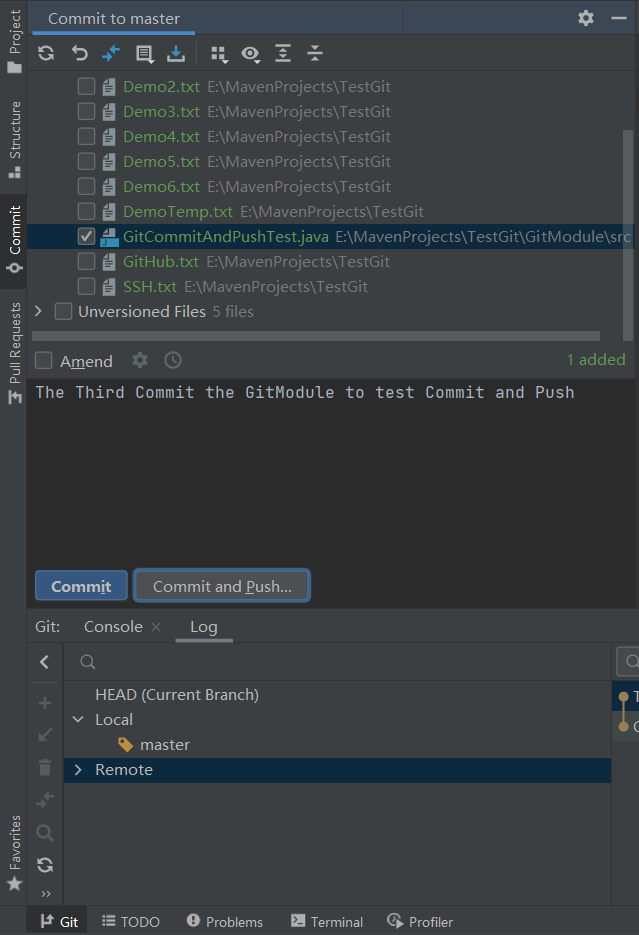 Commit to master
Project
Structure
Commit
Pull Requests
Favorites
Demo2.txt E:\MavenProjects\TestGit
Demo3.txt E:\MavenProjects\TestGit
Demo4.txt E:\MavenProjects\TestGit
Demo5.txt E:\MavenProjects\TestGit
Demo6.txt E:\MavenProjects\TestGit
DemoTemp.txt E:\MavenProjects\TestGit
GitCommitAndPushTest.java E:\MavenProjects\TestGit\GitModule\src
GitHub.txt E:\MavenProjects\TestGit
SSH.txt E:\MavenProjects\TestGit
Unversioned Files 5 files
Amend 1 added
The Third Commit the GitModule to test Commit and Push
Commit Commit and Push...
Git: Console Log
HEAD (Current Branch)
Local
master
Remote
Git TODO Problems Terminal Profiler